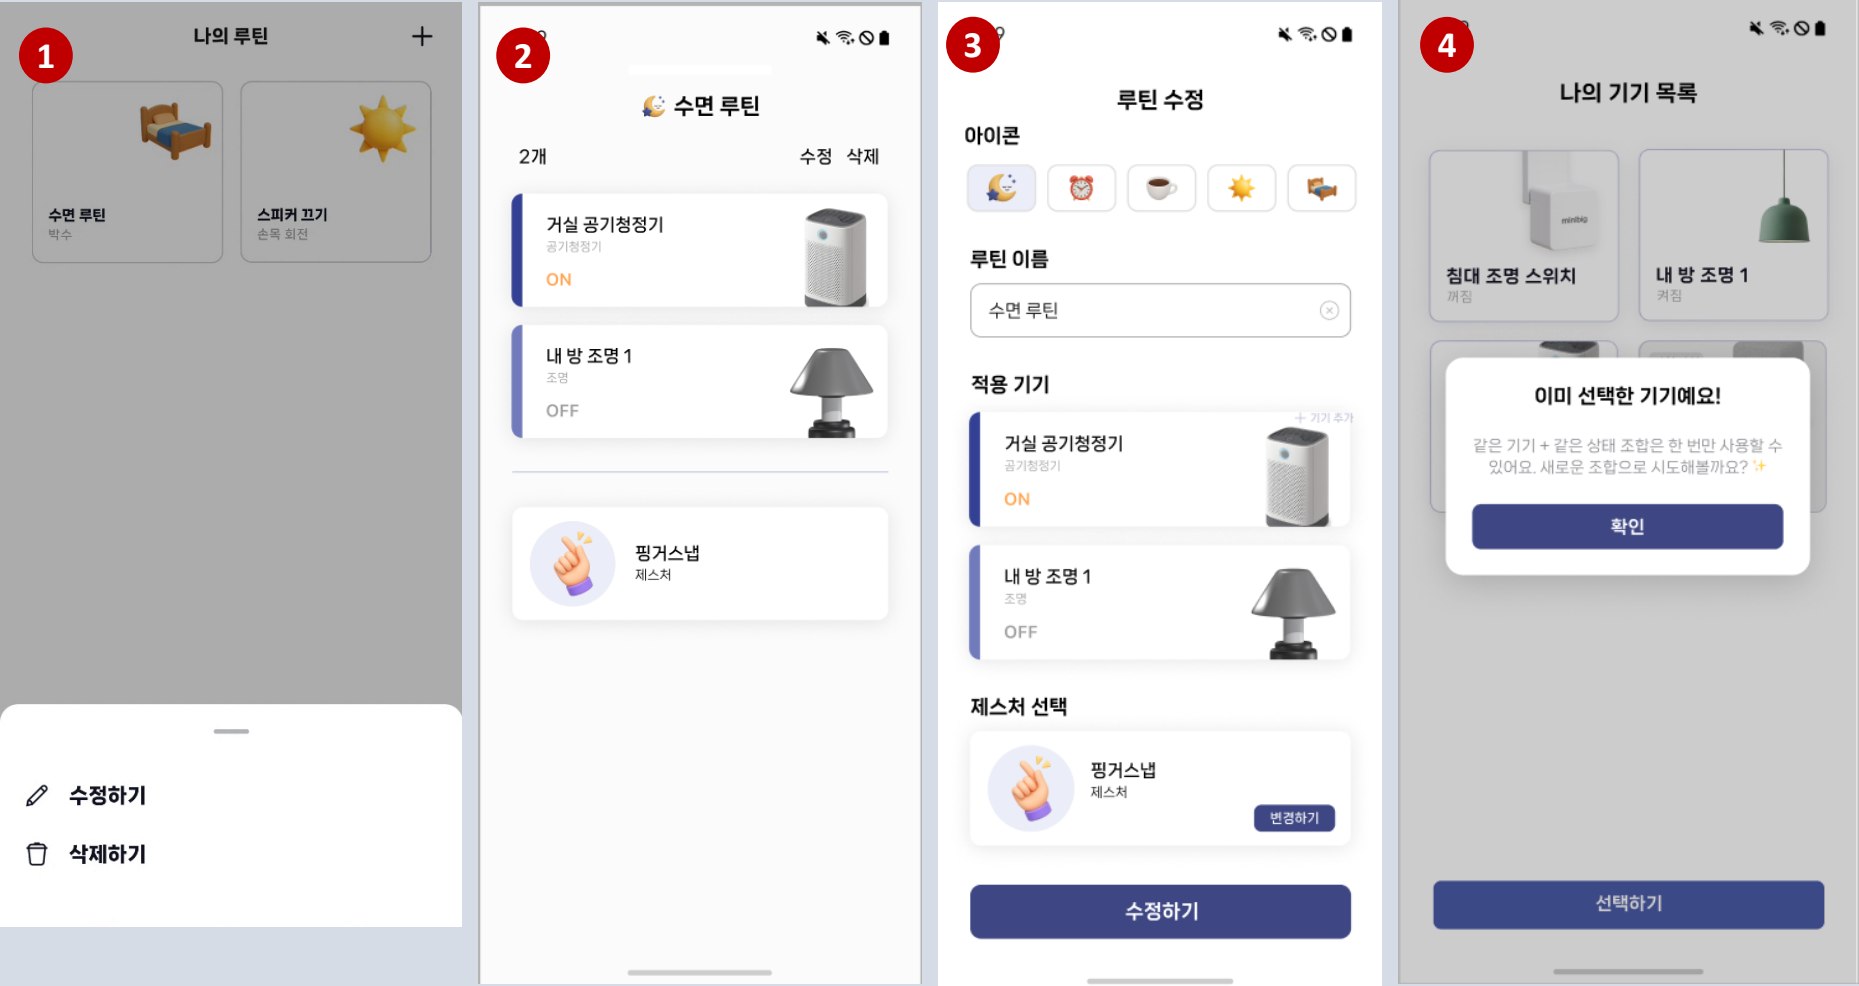 1
나의 루틴
수면 루틴
박수
스피커 끄기
손목 회전
수정하기
삭제하기
2
9
수면 루틴
2개
수정 삭제
거실 공기청정기
공기청정기
ON
내 방 조명 1
조명
OFF
핑거스냅
제스처
3
9
루틴 수정
아이콘
루틴 이름
수면 루틴
적용 기기
+ 기기 추가
거실 공기청정기
공기청정기
ON
내 방 조명 1
조명
OFF
제스처 선택
핑거스냅
제스처
변경하기
수정하기
4
나의 기기 목록
minibig
침대 조명 스위치
꺼짐
내 방 조명 1
켜짐
이미 선택한 기기예요!
같은 기기 + 같은 상태 조합은 한 번만 사용할 수
있어요. 새로운 조합으로 시도해볼까요? ✨
확인
선택하기